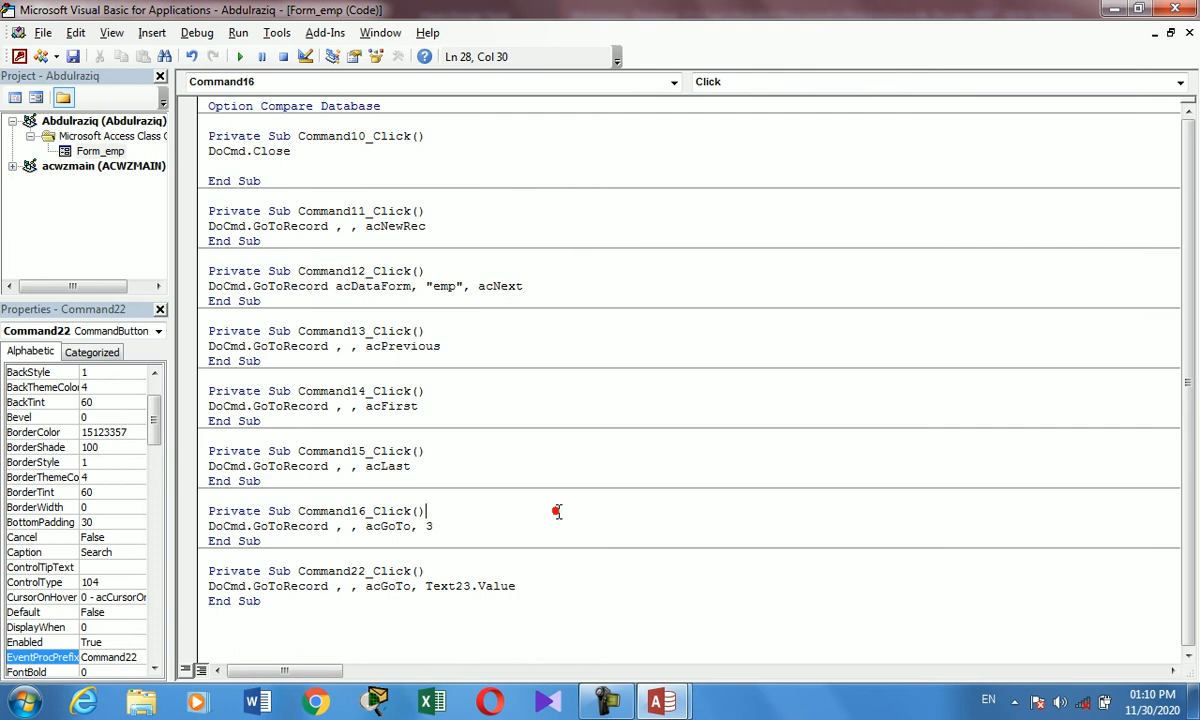 Microsoft Visual Basic for Applications - Abdulraziq - [Form_emp (Code)]
File Edit View Insert Format Debug Run Tools Add-Ins Window Help
Ln 28, Col 30
Project - Abdulraziq
Command16
Click
Abdulraziq (Abdulraziq)
Microsoft Access Class O
Form_emp
acwzmain (ACWZMAIN)
Option Compare Database
Private Sub Command10_Click()
DoCmd.Close
End Sub
Private Sub Command11_Click()
DoCmd.GoToRecord , , acNewRec
End Sub
Private Sub Command12_Click()
DoCmd.GoToRecord acDataForm, "emp", acNext
End Sub
Private Sub Command13_Click()
DoCmd.GoToRecord , , acPrevious
End Sub
Private Sub Command14_Click()
DoCmd.GoToRecord , , acFirst
End Sub
Private Sub Command15_Click()
DoCmd.GoToRecord , , acLast
End Sub
Private Sub Command16_Click()
DoCmd.GoToRecord , , acGoTo, 3
End Sub
Private Sub Command22_Click()
DoCmd.GoToRecord , , acGoTo, Text23.Value
End Sub
Properties - Command22
Command22 CommandButton
Alphabetic Categorized
BackStyle 1
BackThemeColor 4
BackTint 60
Bevel 0
BorderColor 15123357
BorderShade 100
BorderStyle 1
BorderThemeCo 4
BorderTint 60
BorderWidth 0
BottomPadding 30
Cancel False
Caption Search
ControlTipText
ControlType 104
CursorOnHover 0 - acCursorOr
Default False
DisplayWhen 0
Enabled True
EventProcPrefix Command22
FontBold 0
EN
01:10 PM
11/30/2020